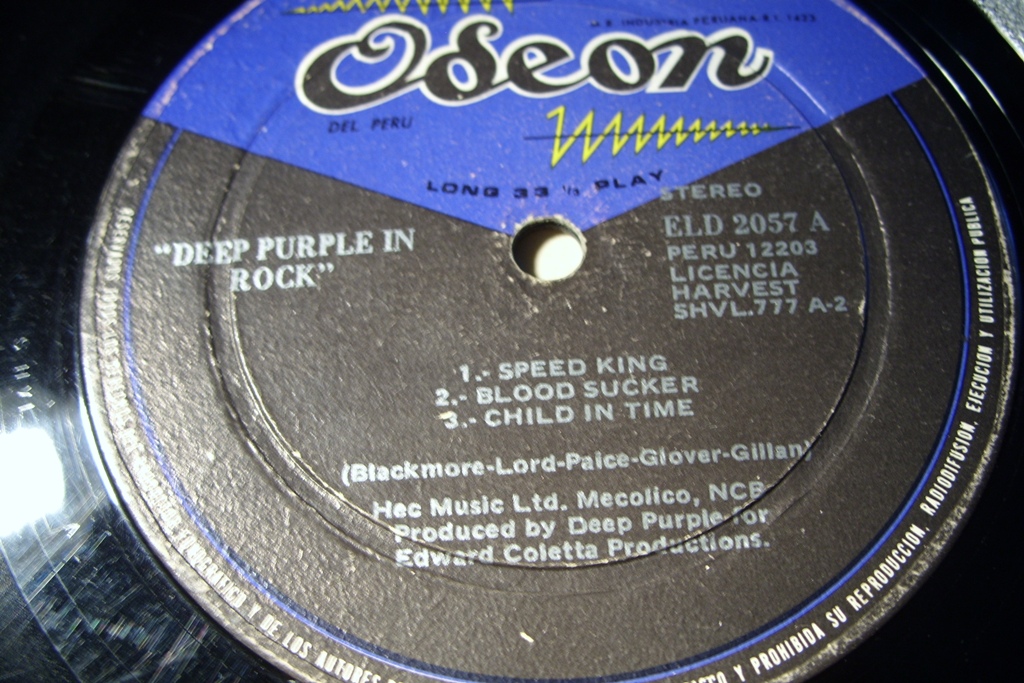 INDUSTRIA PERUANA-R.I. 1423
Odeon
DEL PERU
LONG 33 ⅓ PLAY
STEREO
"DEEP PURPLE IN
ROCK"
ELD 2057 A
PERU 12203
LICENCIA
HARVEST
SHVL.777 A-2
1.- SPEED KING
2.- BLOOD SUCKER
3.- CHILD IN TIME
(Blackmore-Lord-Paice-Glover-Gillan)
Hec Music Ltd. Mecolico, NCB
Produced by Deep Purple for
Edward Coletta Productions.
Y DE LOS AUTORES
Y PROHIBIDA SU REPRODUCCION, RADIODIFUSION, EJECUCION Y UTILIZACION PUBLICA